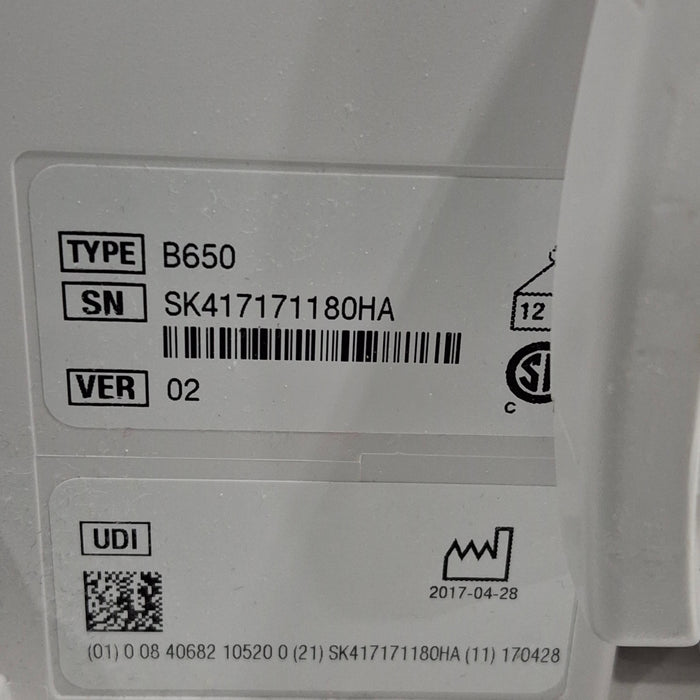 TYPE B650
SN SK417171180HA
12
VER 02
C
UDI
2017-04-28
(01) 0 08 40682 10520 0 (21) SK417171180HA (11) 170428